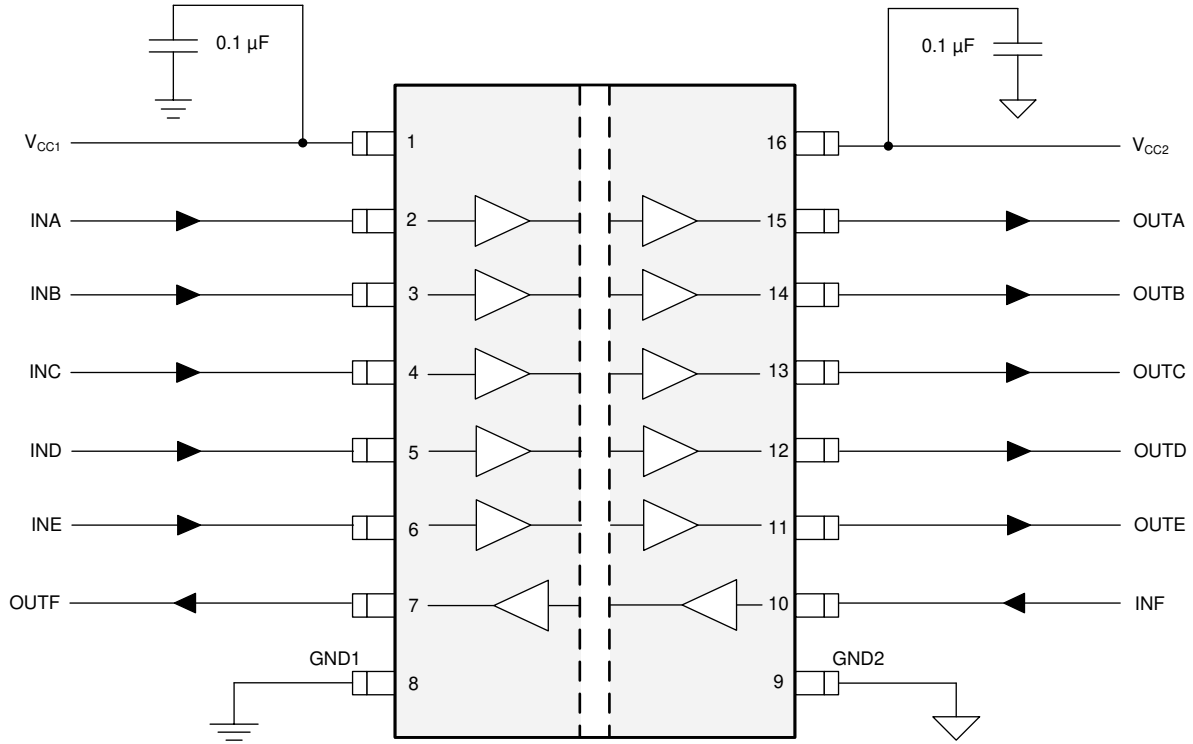 0.1 µF
0.1 µF
VCC1
1
16
VCC2
INA
2
15
OUTA
INB
3
14
OUTB
INC
4
13
OUTC
IND
5
12
OUTD
INE
6
11
OUTE
OUTF
7
10
INF
GND1
8
9
GND2